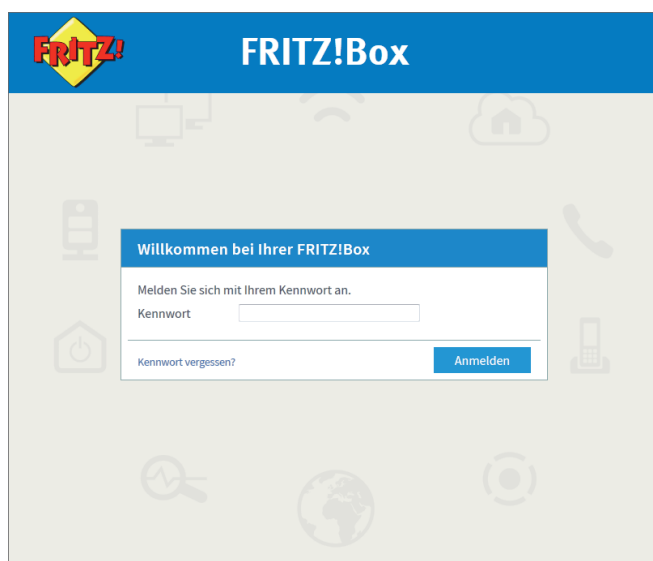 FRITZ!
FRITZ!Box
Willkommen bei Ihrer FRITZ!Box
Melden Sie sich mit Ihrem Kennwort an.
Kennwort
Kennwort vergessen?
Anmelden